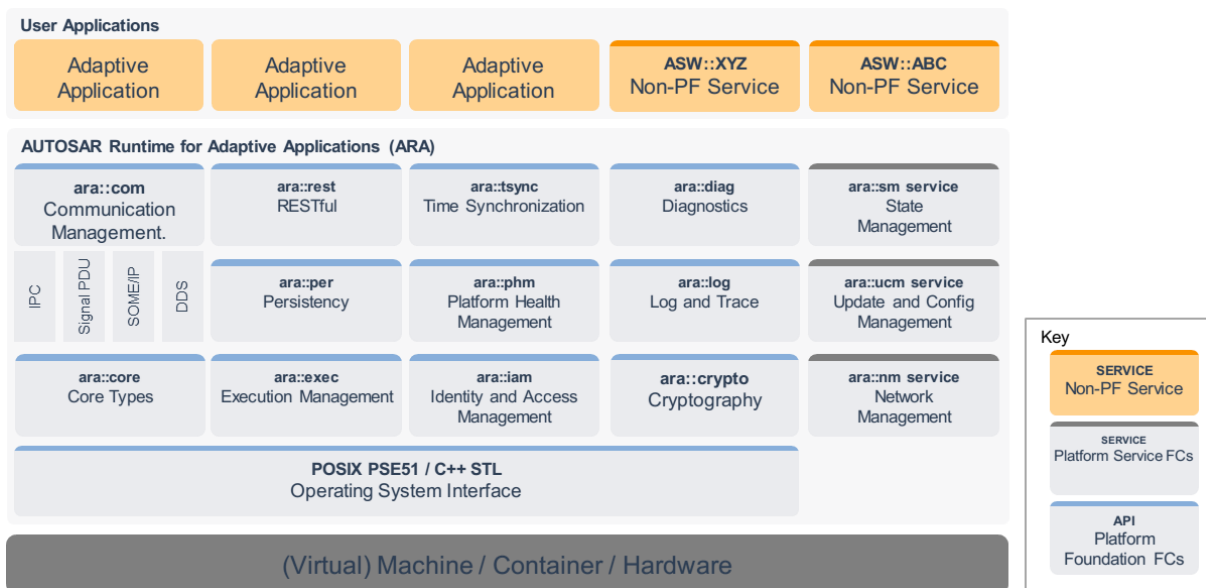 User Applications
Adaptive
Application
Adaptive
Application
Adaptive
Application
ASW::XYZ
Non-PF Service
ASW::ABC
Non-PF Service
AUTOSAR Runtime for Adaptive Applications (ARA)
ara::com
Communication
Management.
ara::rest
RESTful
ara::tsync
Time Synchronization
ara::diag
Diagnostics
ara::sm service
State
Management
IPC
Signal PDU
SOME/IP
DDS
ara::per
Persistency
ara::phm
Platform Health
Management
ara::log
Log and Trace
ara::ucm service
Update and Config
Management
ara::core
Core Types
ara::exec
Execution Management
ara::iam
Identity and Access
Management
ara::crypto
Cryptography
ara::nm service
Network
Management
POSIX PSE51 / C++ STL
Operating System Interface
(Virtual) Machine / Container / Hardware
Key
SERVICE
Non-PF Service
SERVICE
Platform Service FCs
API
Platform
Foundation FCs